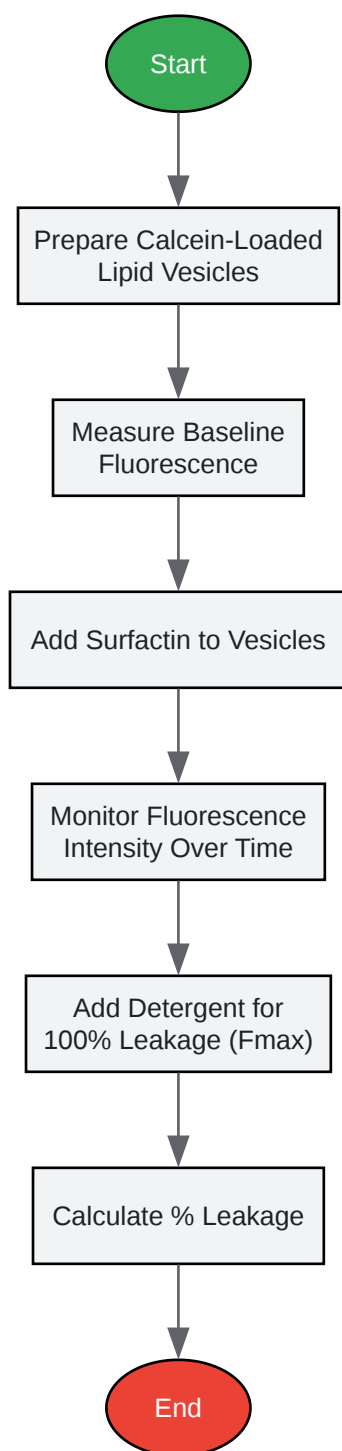 Start
Prepare Calcein-Loaded
Lipid Vesicles
Measure Baseline
Fluorescence
Add Surfactin to Vesicles
Monitor Fluorescence
Intensity Over Time
Add Detergent for
100% Leakage (Fmax)
Calculate % Leakage
End